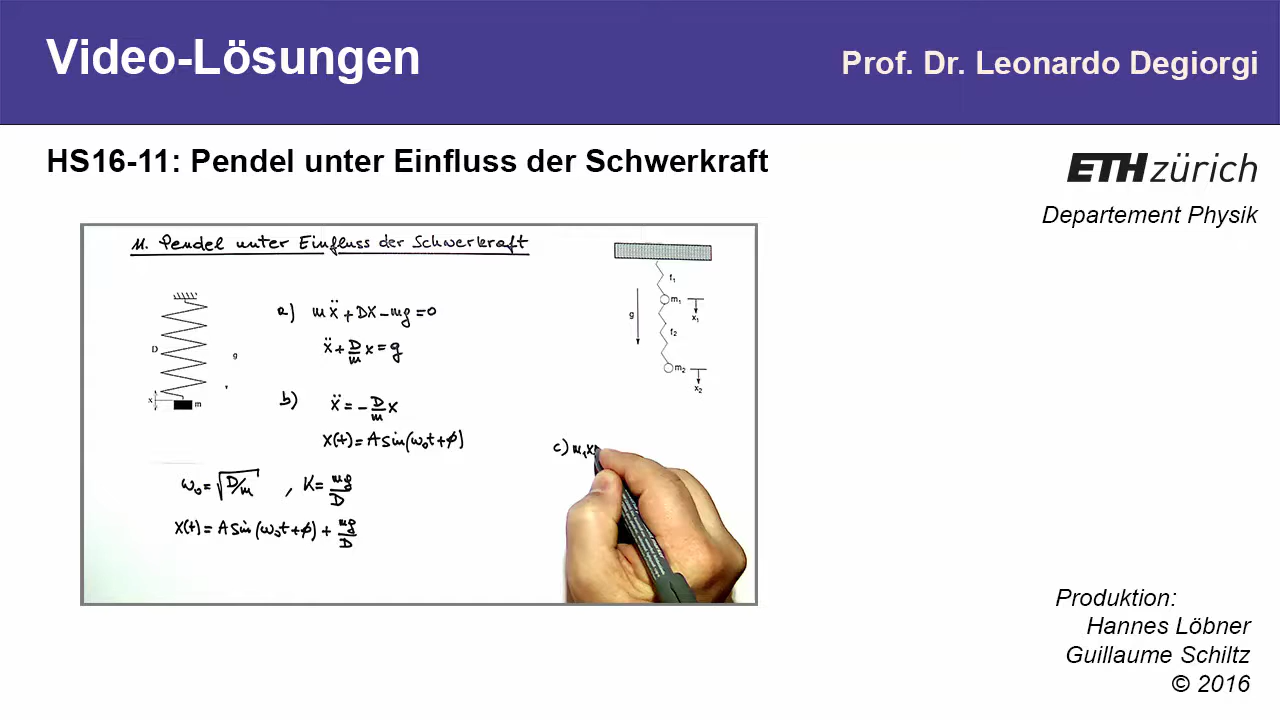 Video-Lösungen
Prof. Dr. Leonardo Degiorgi
HS16-11: Pendel unter Einfluss der Schwerkraft
ETH zürich
Departement Physik
11. Pendel unter Einfluss der Schwerkraft
D
g
x
m
a) mẍ + Dx - mg = 0
ẍ + D/m x = g
b) ẍ = - D/m x
x(t) = A sin(ω₀t + ϕ)
ω₀ = √D/m , K = mg/D
x(t) = A sin(ω₀t + ϕ) + mg/D
f₁
m₁
x₁
g
f₂
m₂
x₂
c) m₁x
Produktion:
Hannes Löbner
Guillaume Schiltz
© 2016